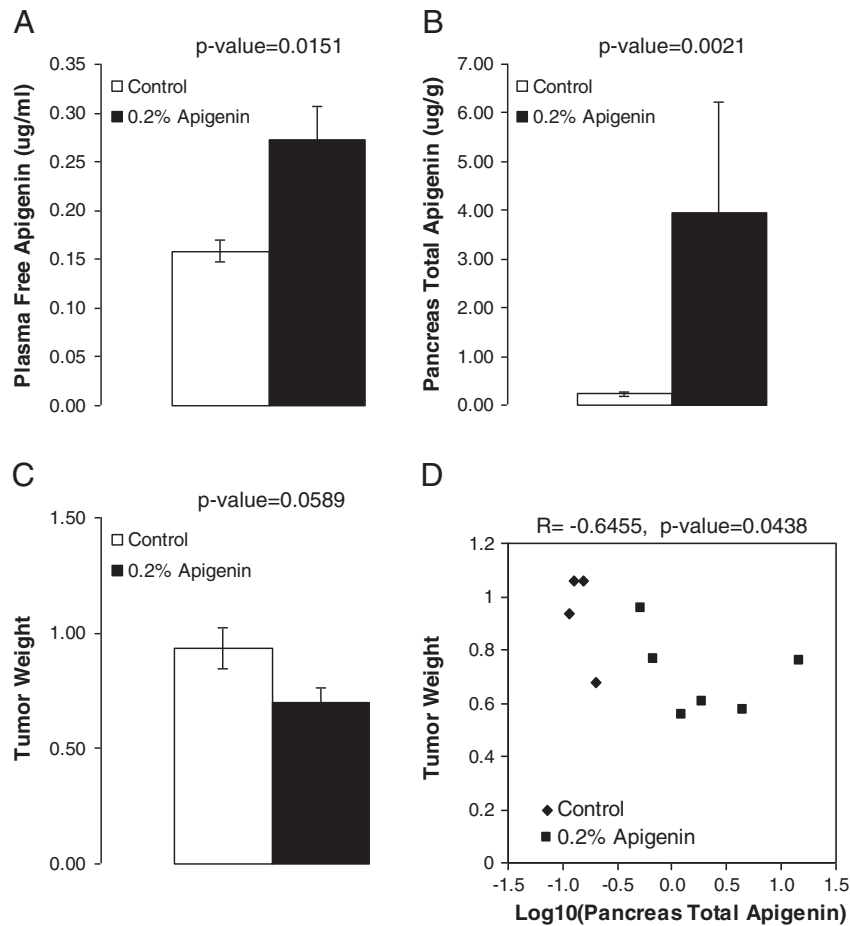 A
p-value=0.0151
Plasma Free Apigenin (ug/ml)
0.35
0.30
0.25
0.20
0.15
0.10
0.05
0.00
Control
0.2% Apigenin
B
p-value=0.0021
Pancreas Total Apigenin (ug/g)
7.00
6.00
5.00
4.00
3.00
2.00
1.00
0.00
Control
0.2% Apigenin
C
p-value=0.0589
Tumor Weight
1.50
1.00
0.50
0.00
Control
0.2% Apigenin
D
R= -0.6455, p-value=0.0438
Tumor Weight
1.2
1
0.8
0.6
0.4
0.2
0
Control
0.2% Apigenin
-1.5 -1.0 -0.5 0.0 0.5 1.0 1.5
Log10(Pancreas Total Apigenin)